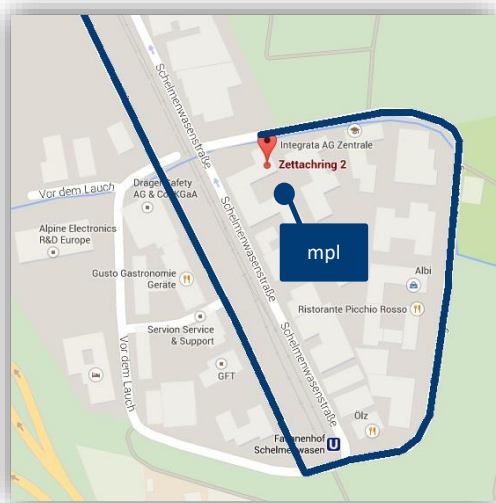 Schelmenwasenstraße
Integrata AG Zentrale
Zettachring 2
Vor dem Lauch
Dräger Safety
AG & Co. KGaA
Alpine Electronics
R&D Europe
Schelmenwasenstraße
mpl
Gusto Gastronomie
Geräte
Albi
Ristorante Picchio Rosso
Servion Service
& Support
Schelmenwasenstraße
Vor dem Lauch
GFT
Ölz
Fasanenhof
Schelmenwasen
U